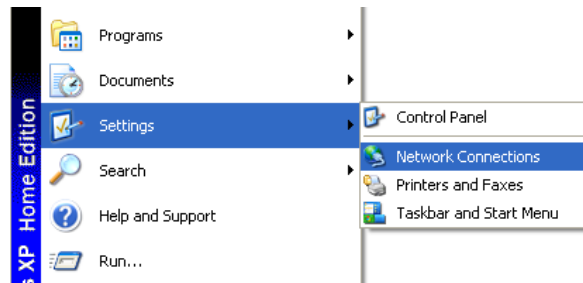 Programs
Documents
Settings
Search
Help and Support
Run...
Control Panel
Network Connections
Printers and Faxes
Taskbar and Start Menu
s XP Home Edition